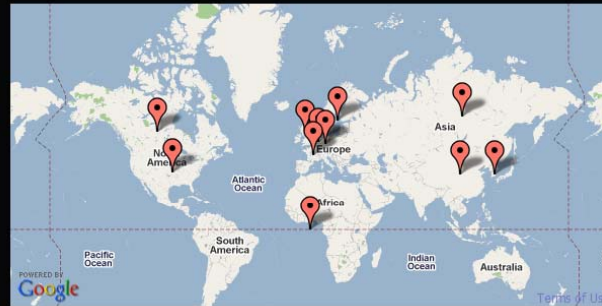 Asia
No
America
Europe
Atlantic
Ocean
Africa
South
America
Pacific
Ocean
Indian
Ocean
Australia
POWERED BY
Google
Terms of Us